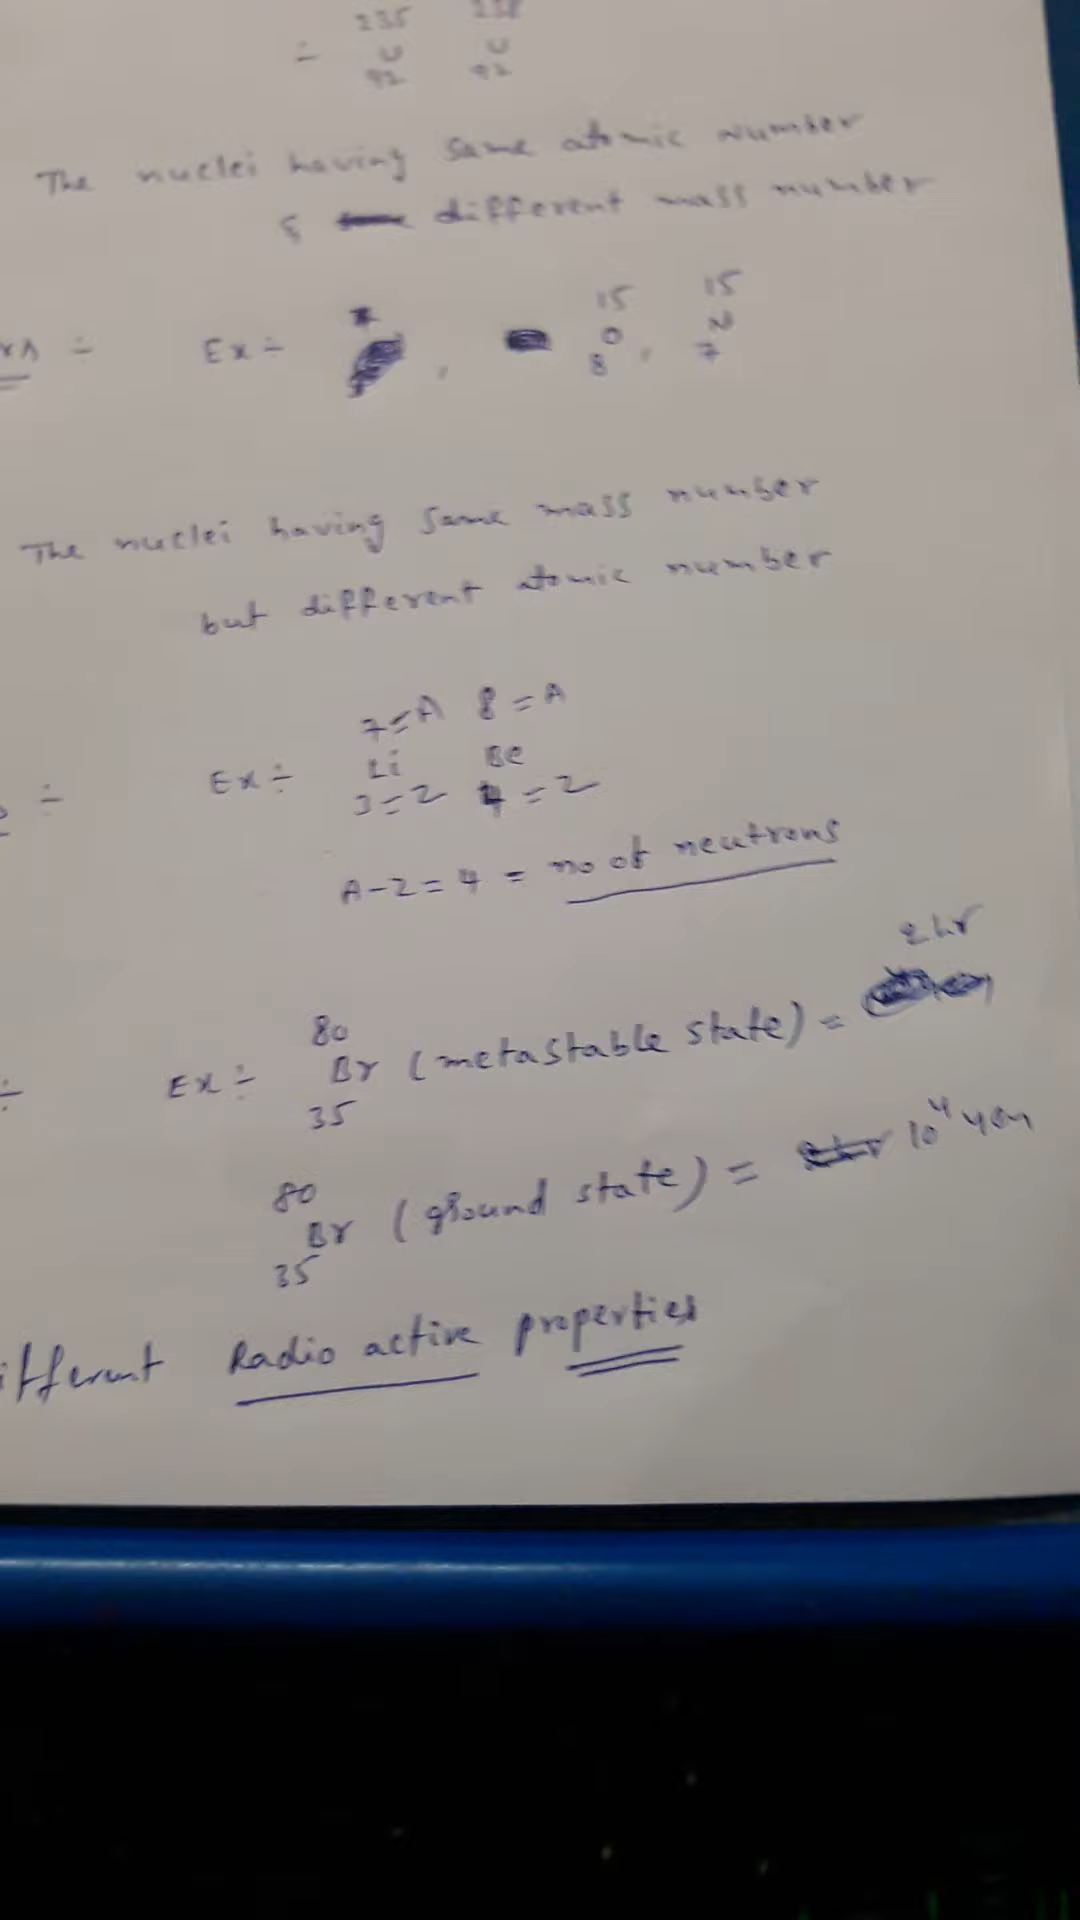 235 238
÷ U U
92 92
The nuclei having same atomic number
& different mass number
15 15
÷ Ex÷ , O , N
8 7
The nuclei having same mass number
but different atomic number
7=A 8=A
÷ Ex÷ Li Be
3=Z 4=Z
A-Z=4 = no of neutrons
2hr
80
÷ Ex÷ Br (metastable state) =
35
80
Br (ground state) = 10⁴
35
ifferent Radio active properties